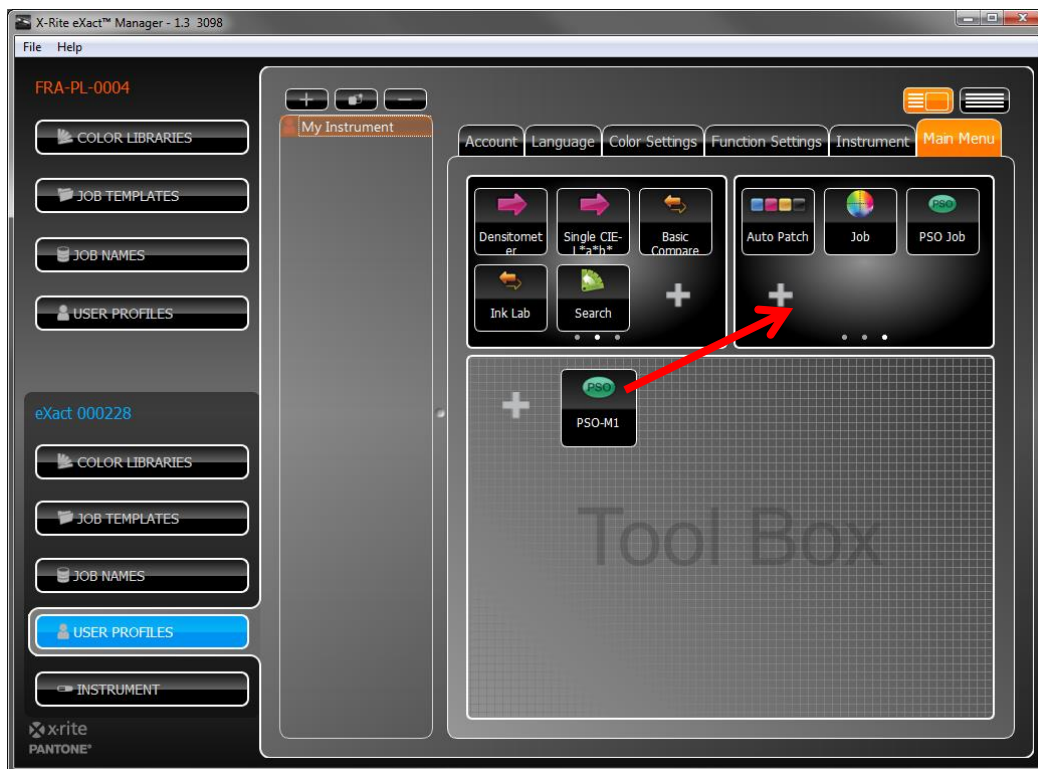 X-Rite eXact™ Manager - 1.3 3098
File Help
FRA-PL-0004
COLOR LIBRARIES
JOB TEMPLATES
JOB NAMES
USER PROFILES
eXact 000228
COLOR LIBRARIES
JOB TEMPLATES
JOB NAMES
USER PROFILES
INSTRUMENT
x·rite
PANTONE®
My Instrument
Account Language Color Settings Function Settings Instrument Main Menu
Densitomet
er
Single CIE-
L*a*b*
Basic
Compare
Ink Lab
Search
Auto Patch
Job
PSO
PSO Job
PSO
PSO-M1
Tool Box